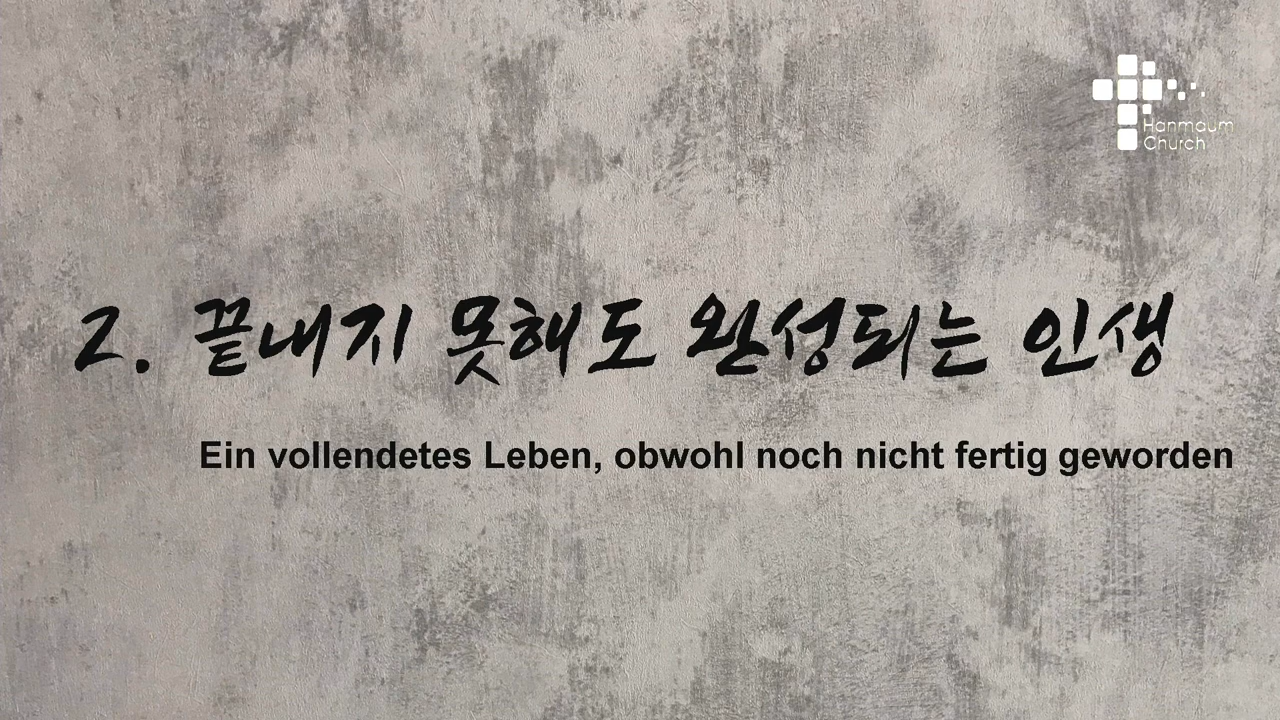 Hanmaum
Church
2. 끝내지 못해도 완성되는 인생
Ein vollendetes Leben, obwohl noch nicht fertig geworden